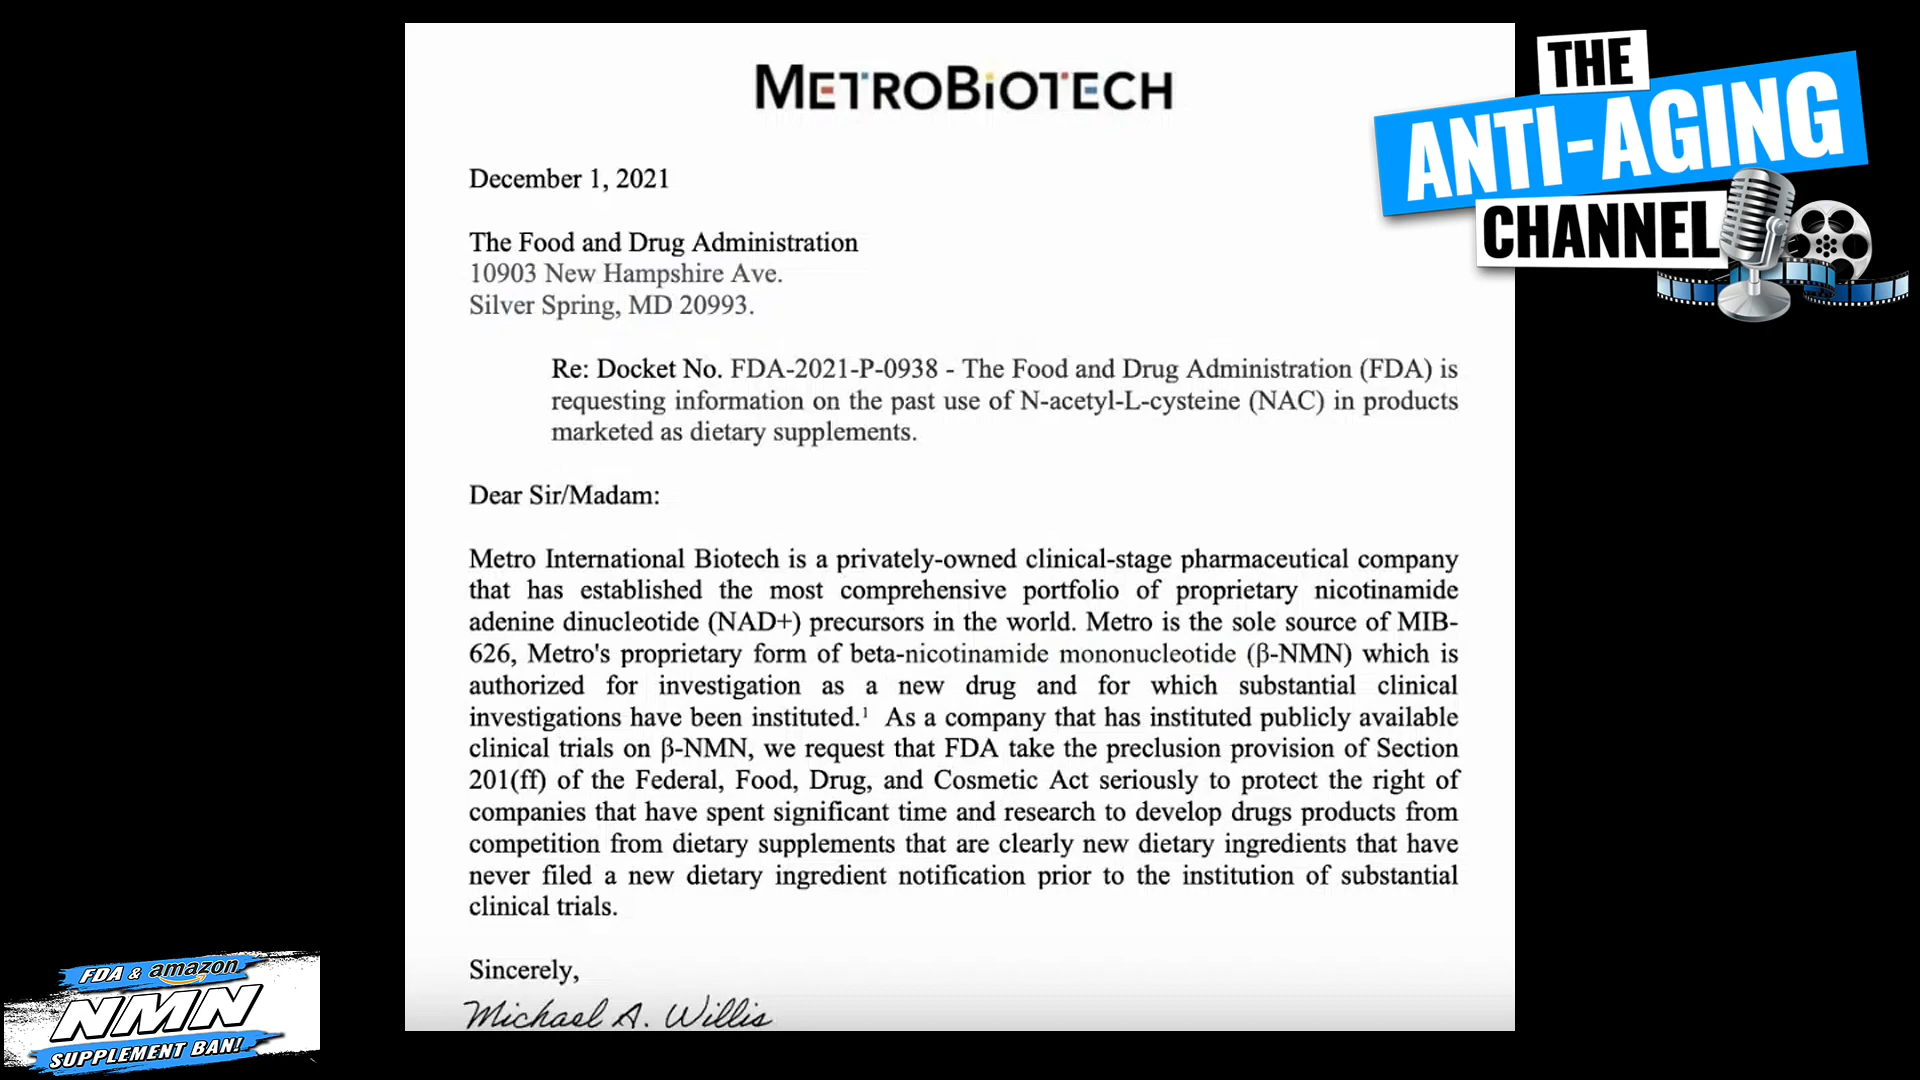 METROBIOTECH
THE
ANTI-AGING
CHANNEL
December 1, 2021
The Food and Drug Administration
10903 New Hampshire Ave.
Silver Spring, MD 20993.
Re: Docket No. FDA-2021-P-0938 - The Food and Drug Administration (FDA) is
requesting information on the past use of N-acetyl-L-cysteine (NAC) in products
marketed as dietary supplements.
Dear Sir/Madam:
Metro International Biotech is a privately-owned clinical-stage pharmaceutical company
that has established the most comprehensive portfolio of proprietary nicotinamide
adenine dinucleotide (NAD+) precursors in the world. Metro is the sole source of MIB-
626, Metro's proprietary form of beta-nicotinamide mononucleotide (β-NMN) which is
authorized for investigation as a new drug and for which substantial clinical
investigations have been instituted.¹ As a company that has instituted publicly available
clinical trials on β-NMN, we request that FDA take the preclusion provision of Section
201(ff) of the Federal, Food, Drug, and Cosmetic Act seriously to protect the right of
companies that have spent significant time and research to develop drugs products from
competition from dietary supplements that are clearly new dietary ingredients that have
never filed a new dietary ingredient notification prior to the institution of substantial
clinical trials.
Sincerely,
Michael A. Willis
FDA & amazon
NMN
SUPPLEMENT BAN!